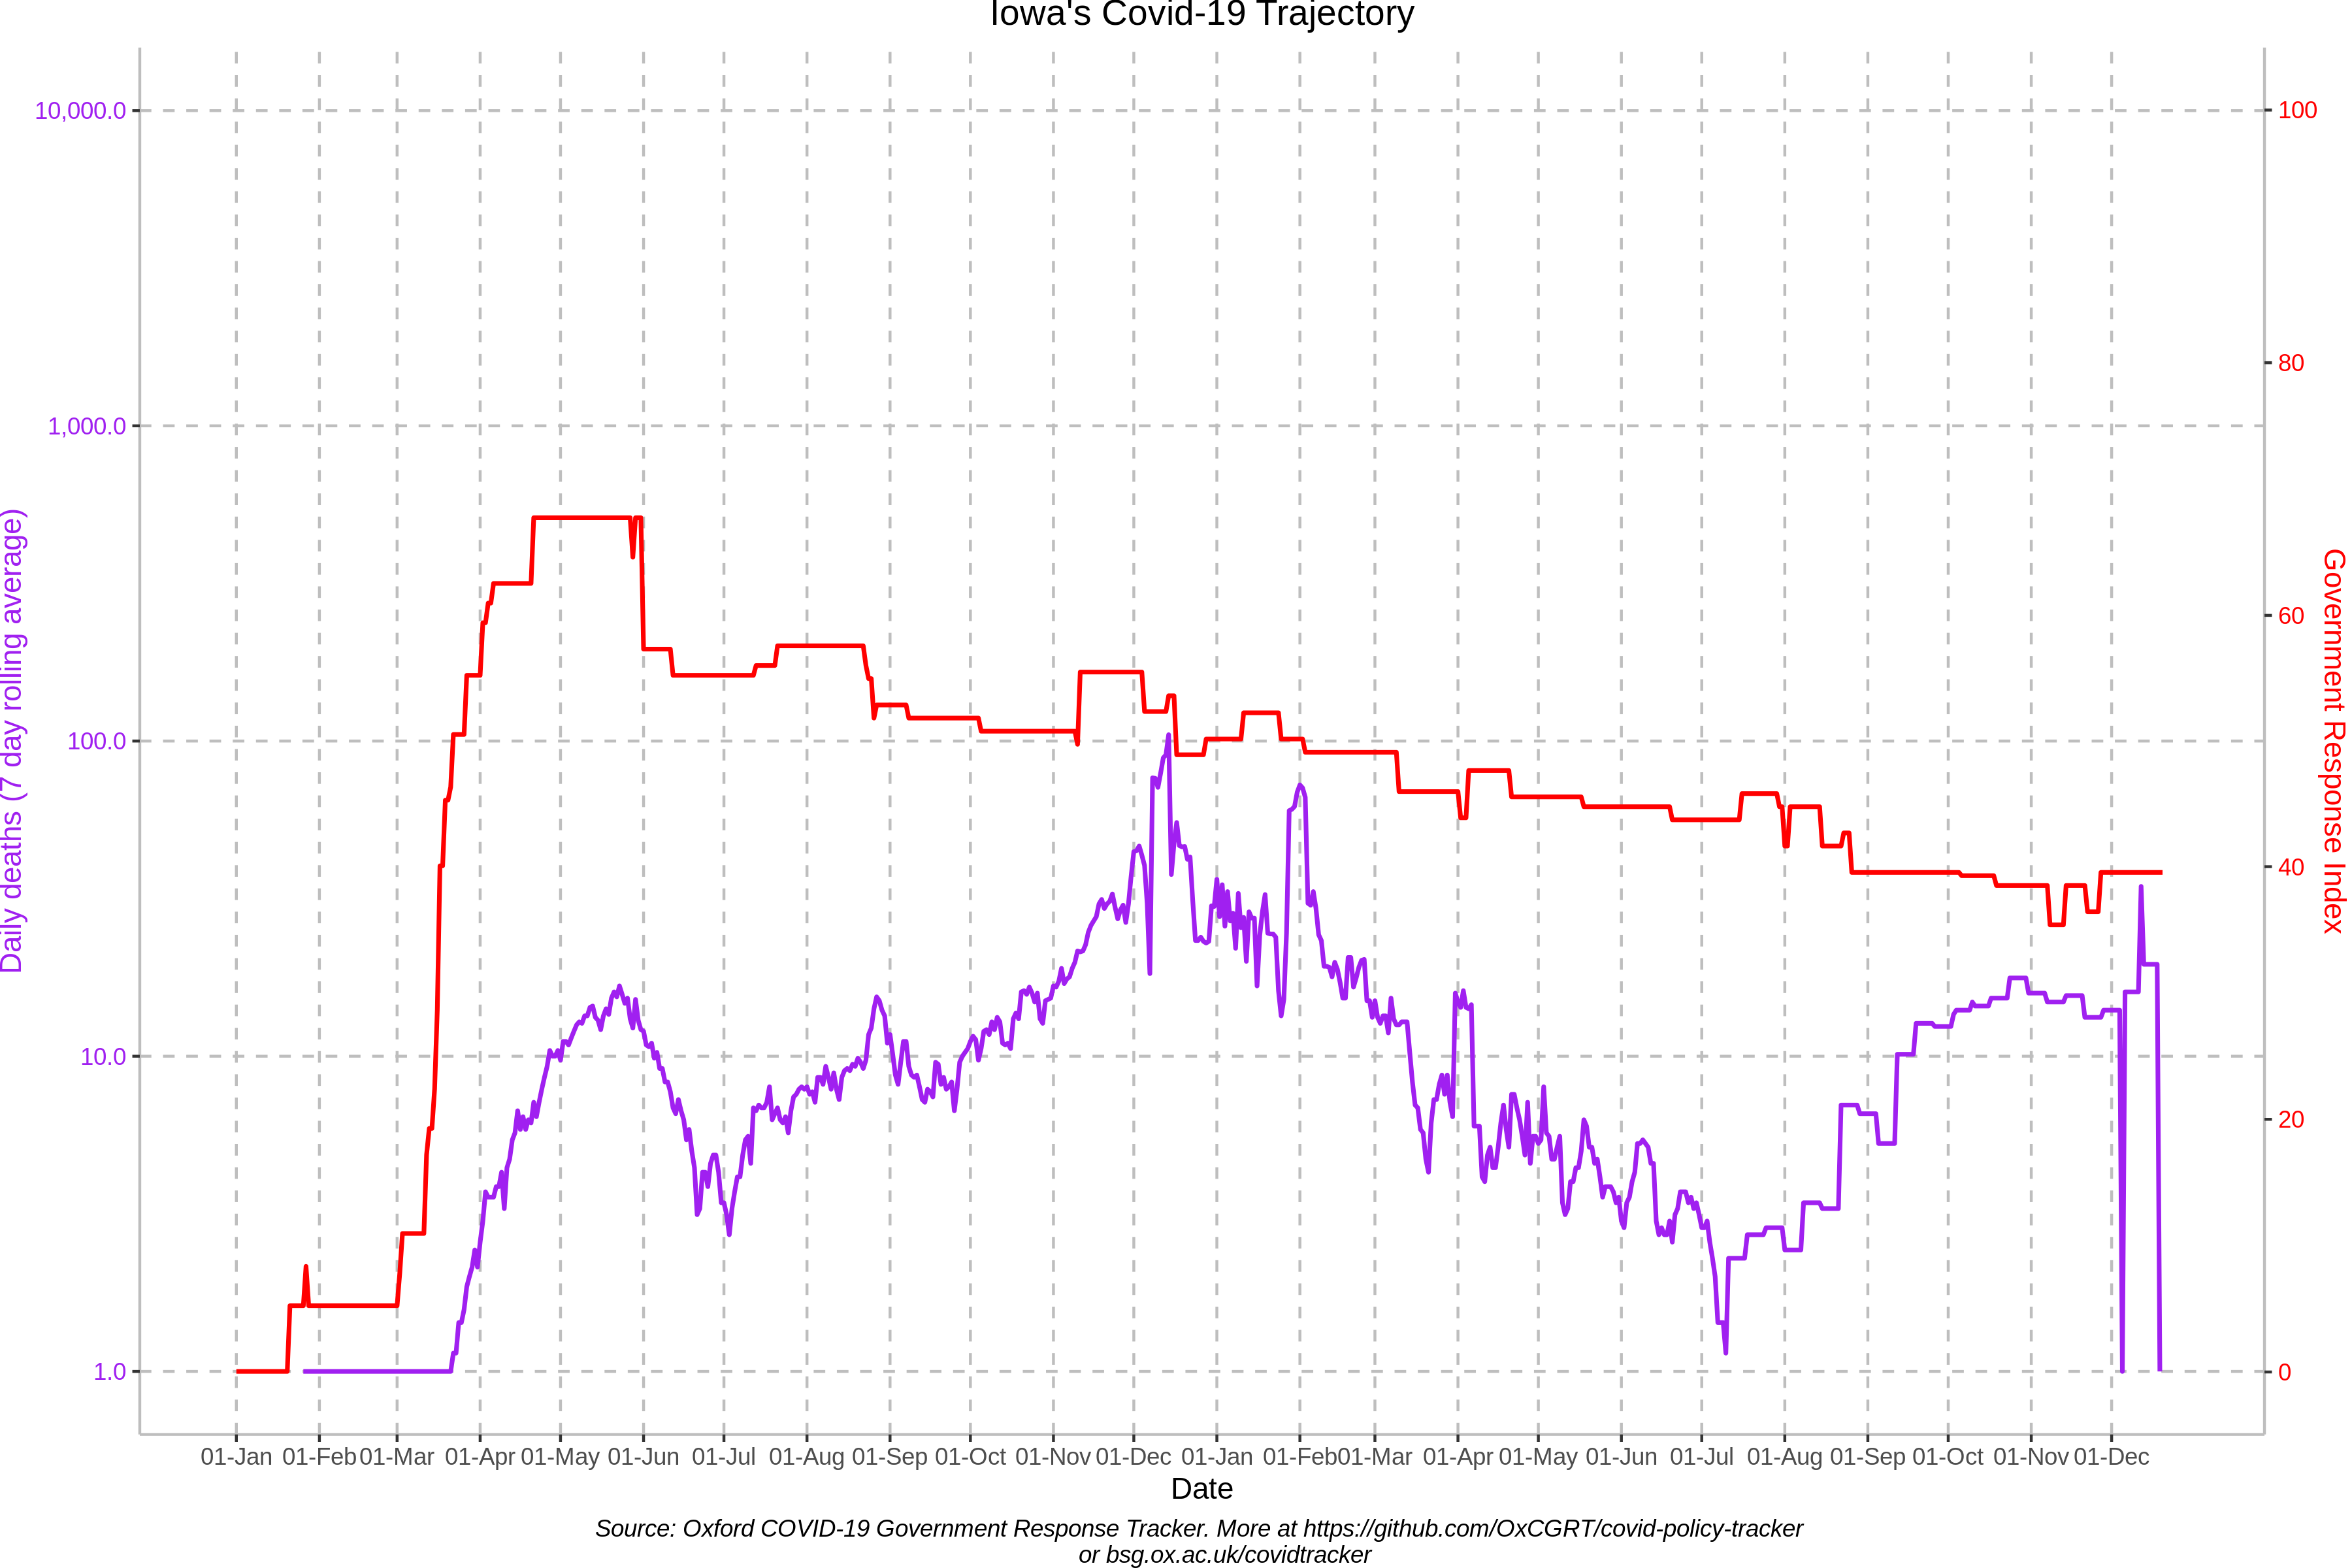 Iowa's Covid-19 Trajectory
10,000.0
1,000.0
100.0
10.0
1.0
Daily deaths (7 day rolling average)
100
80
60
40
20
0
Government Response Index
01-Jan 01-Feb 01-Mar 01-Apr 01-May 01-Jun 01-Jul 01-Aug 01-Sep 01-Oct 01-Nov 01-Dec 01-Jan 01-Feb 01-Mar 01-Apr 01-May 01-Jun 01-Jul 01-Aug 01-Sep 01-Oct 01-Nov 01-Dec
Date
Source: Oxford COVID-19 Government Response Tracker. More at https://github.com/OxCGRT/covid-policy-tracker
or bsg.ox.ac.uk/covidtracker